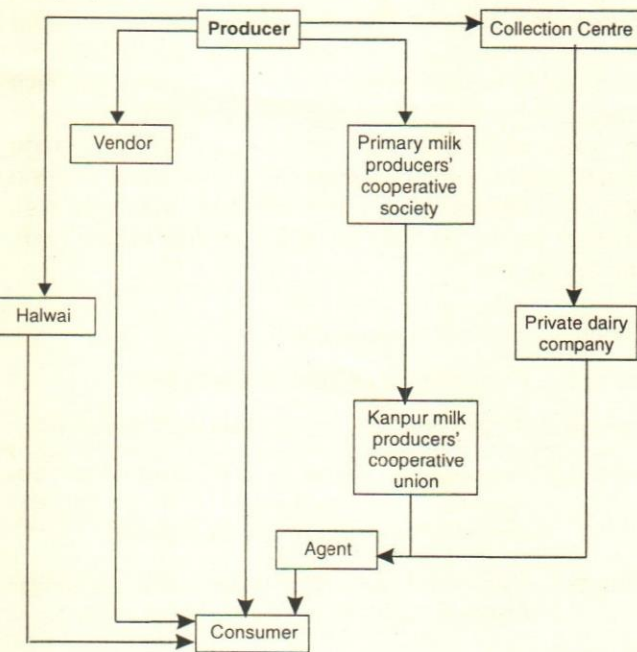 Producer
Collection Centre
Vendor
Primary milk
producers'
cooperative
society
Halwai
Private dairy
company
Kanpur milk
producers'
cooperative
union
Agent
Consumer